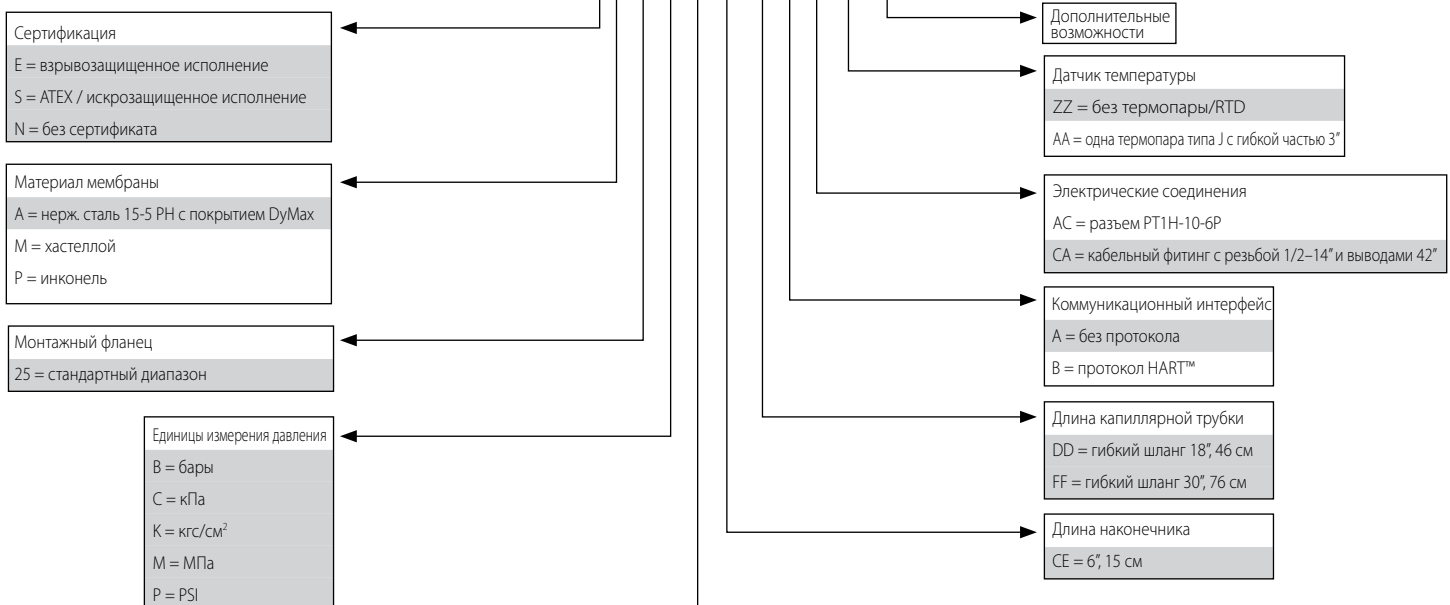 Сертификация
E = взрывозащищенное исполнение
S = ATEX / искрозащищенное исполнение
N = без сертификата
Материал мембраны
A = нерж. сталь 15-5 PH с покрытием DyMax
M = хастеллой
P = инконель
Монтажный фланец
25 = стандартный диапазон
Единицы измерения давления
B = бары
C = кПа
K = кгс/см²
M = МПа
P = PSI
Дополнительные
возможности
Датчик температуры
ZZ = без термопары/RTD
AA = одна термопара типа J с гибкой частью 3”
Электрические соединения
AC = разъем PT1H-10-6P
CA = кабельный фитинг с резьбой 1/2–14” и выводами 42”
Коммуникационный интерфейс
A = без протокола
B = протокол HART™
Длина капиллярной трубки
DD = гибкий шланг 18”, 46 см
FF = гибкий шланг 30”, 76 см
Длина наконечника
CE = 6”, 15 см